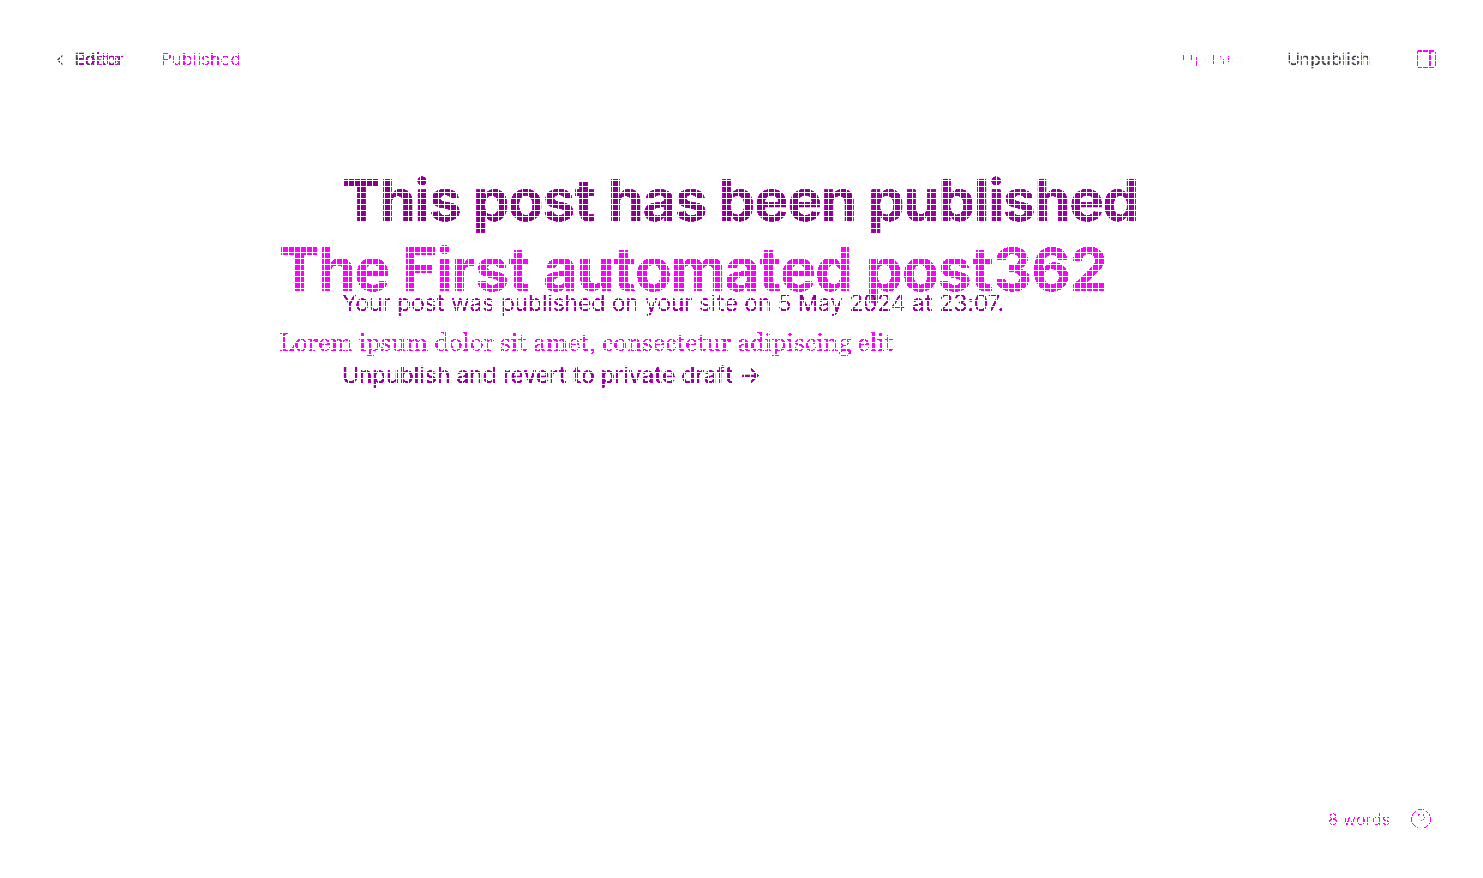 Editor Published Unpublish
This post has been published
The First automated post362
Your post was published on your site on 5 May 2024 at 23:07.
Lorem ipsum dolor sit amet, consectetur adipiscing elit
Unpublish and revert to private draft →
8 words ?